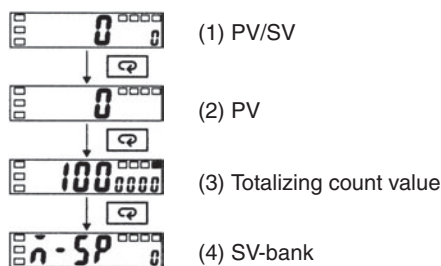 0 0 (1) PV/SV
0 (2) PV
100 0000 (3) Totalizing count value
n-SP 0 (4) SV-bank